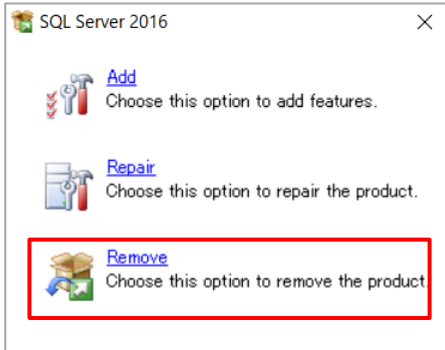 SQL Server 2016
Add
Choose this option to add features.
Repair
Choose this option to repair the product.
Remove
Choose this option to remove the product.